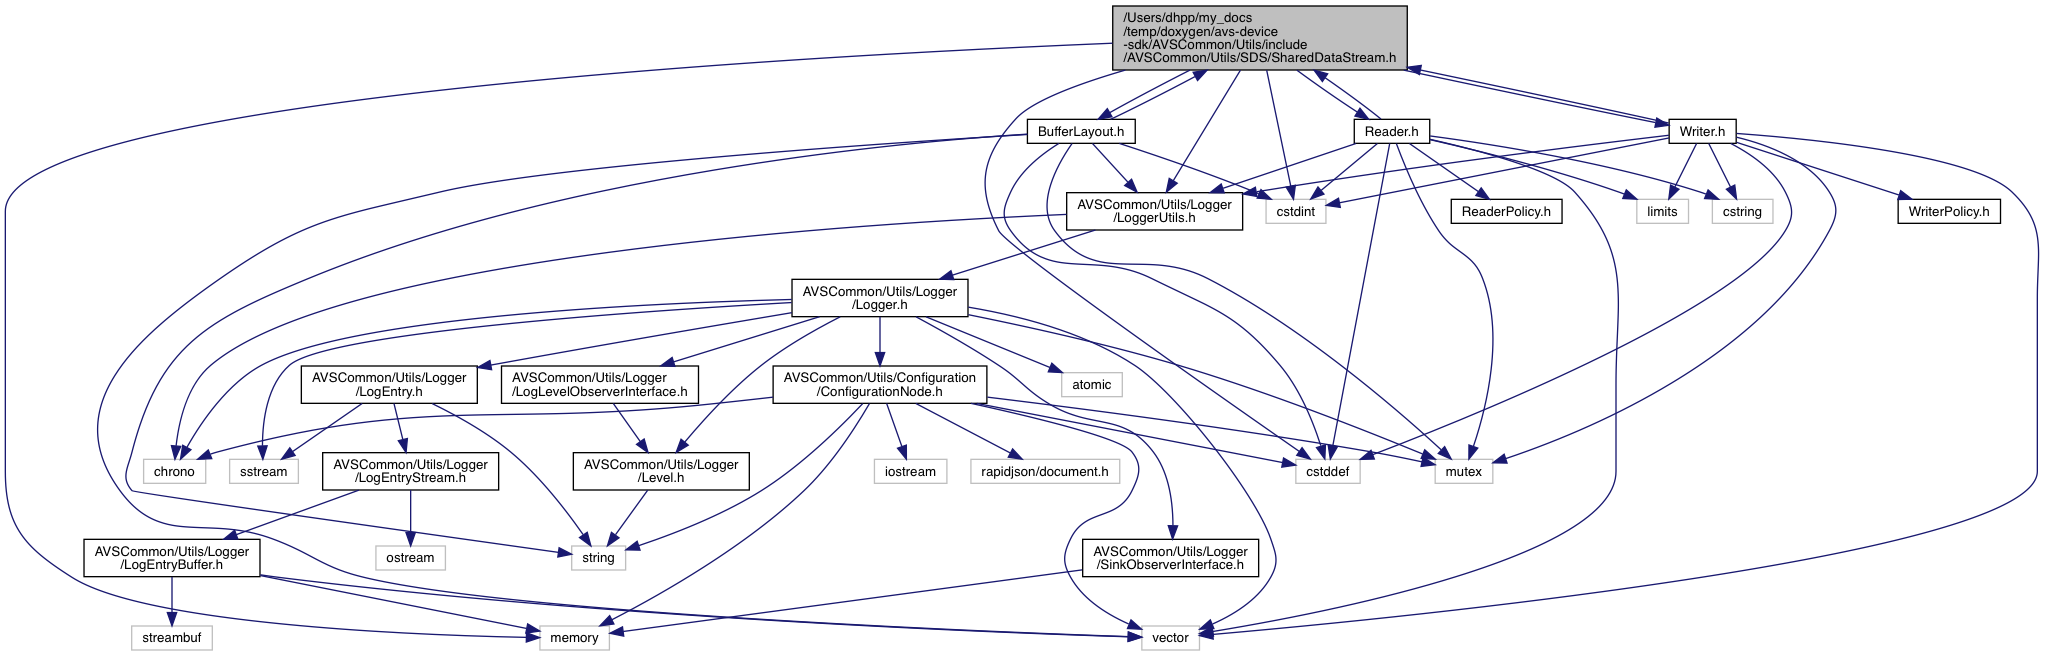 /Users/dhpp/my_docs
/temp/doxygen/avs-device
-sdk/AVSCommon/Utils/include
/AVSCommon/Utils/SDS/SharedDataStream.h
BufferLayout.h
Reader.h
Writer.h
AVSCommon/Utils/Logger
/LoggerUtils.h
cstdint
ReaderPolicy.h
limits
cstring
WriterPolicy.h
AVSCommon/Utils/Logger
/Logger.h
AVSCommon/Utils/Logger
/LogEntry.h
AVSCommon/Utils/Logger
/LogLevelObserverInterface.h
AVSCommon/Utils/Configuration
/ConfigurationNode.h
atomic
chrono
sstream
AVSCommon/Utils/Logger
/LogEntryStream.h
AVSCommon/Utils/Logger
/Level.h
iostream
rapidjson/document.h
cstddef
mutex
AVSCommon/Utils/Logger
/LogEntryBuffer.h
ostream
string
AVSCommon/Utils/Logger
/SinkObserverInterface.h
streambuf
memory
vector